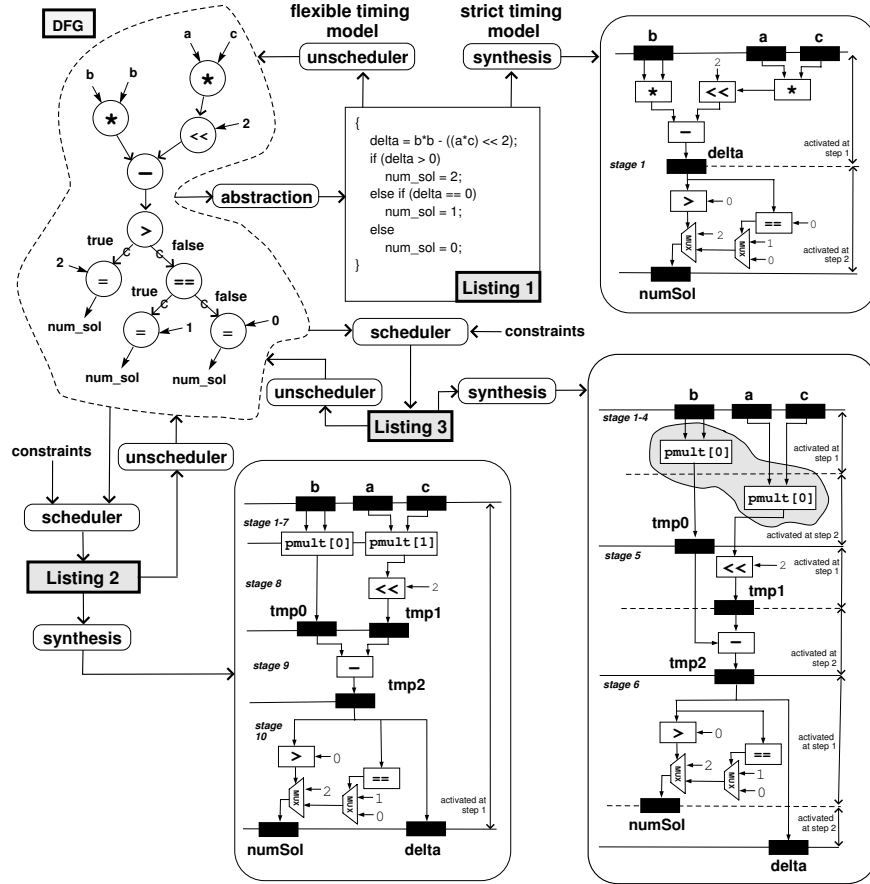 DFG
flexible timing
model
strict timing
model
unscheduler
synthesis
a
c
b
b
*
*
<<
2
−
>
true
false
c
c
2
=
==
true
false
c
c
num_sol
=
1
=
0
num_sol
num_sol
abstraction
{
delta = b*b - ((a*c) << 2);
if (delta > 0)
num_sol = 2;
else if (delta == 0)
num_sol = 1;
else
num_sol = 0;
}
Listing 1
b
a
c
2
*
<<
*
−
activated at
step 1
stage 1
delta
>
0
==
0
2
MUX
1
MUX
0
activated at
step 2
numSol
scheduler
constraints
unscheduler
synthesis
Listing 3
constraints
unscheduler
scheduler
Listing 2
synthesis
b
a
c
stage 1-7
pmult[0]
pmult[1]
stage 8
<<
2
tmp0
tmp1
stage 9
−
tmp2
stage
10
>
0
==
2
MUX
1
MUX
0
activated at
step 1
numSol
delta
b
a
c
stage 1-4
pmult[0]
activated at
step 1
pmult[0]
tmp0
activated at step 2
stage 5
<<
2
activated at
step 1
tmp1
−
tmp2
activated at
step 2
stage 6
>
0
==
2
MUX
1
MUX
0
activated
at step 1
numSol
activated
at step 2
delta